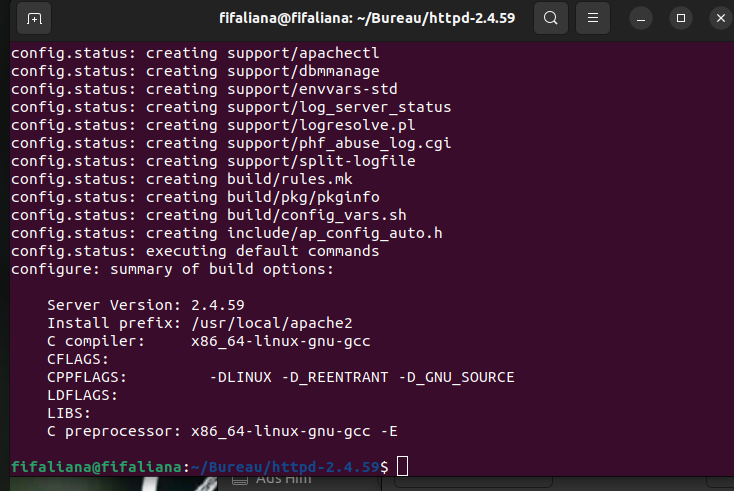 fifaliana@fifaliana: ~/Bureau/httpd-2.4.59
config.status: creating support/apachectl
config.status: creating support/dbmmanage
config.status: creating support/envvars-std
config.status: creating support/log_server_status
config.status: creating support/logresolve.pl
config.status: creating support/phf_abuse_log.cgi
config.status: creating support/split-logfile
config.status: creating build/rules.mk
config.status: creating build/pkg/pkginfo
config.status: creating build/config_vars.sh
config.status: creating include/ap_config_auto.h
config.status: executing default commands
configure: summary of build options:
Server Version: 2.4.59
Install prefix: /usr/local/apache2
C compiler: x86_64-linux-gnu-gcc
CFLAGS:
CPPFLAGS: -DLINUX -D_REENTRANT -D_GNU_SOURCE
LDFLAGS:
LIBS:
C preprocessor: x86_64-linux-gnu-gcc -E
fifaliana@fifaliana:~/Bureau/httpd-2.4.59$
Ads Him